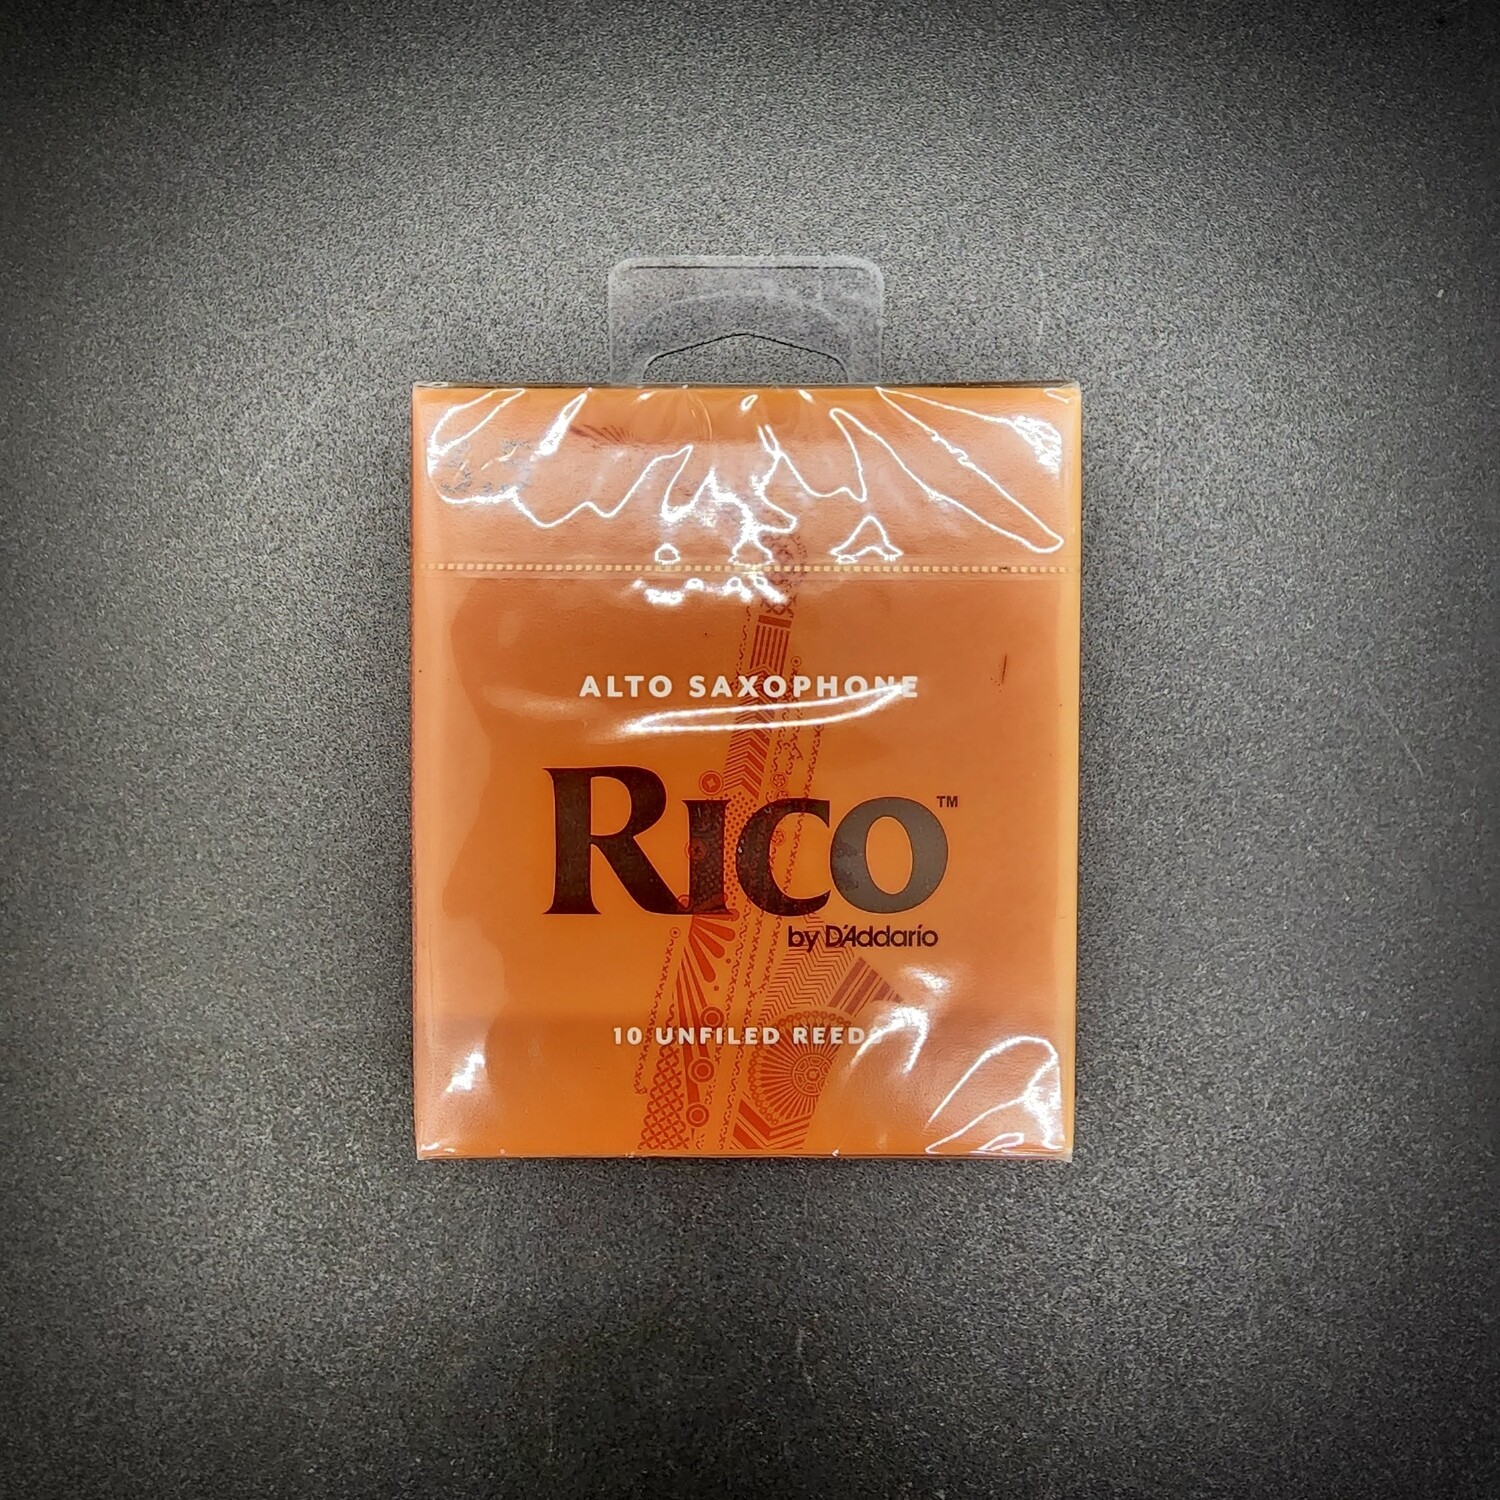 ALTO SAXOPHONE
RICO™
by D'Addario
10 UNFILED REEDS